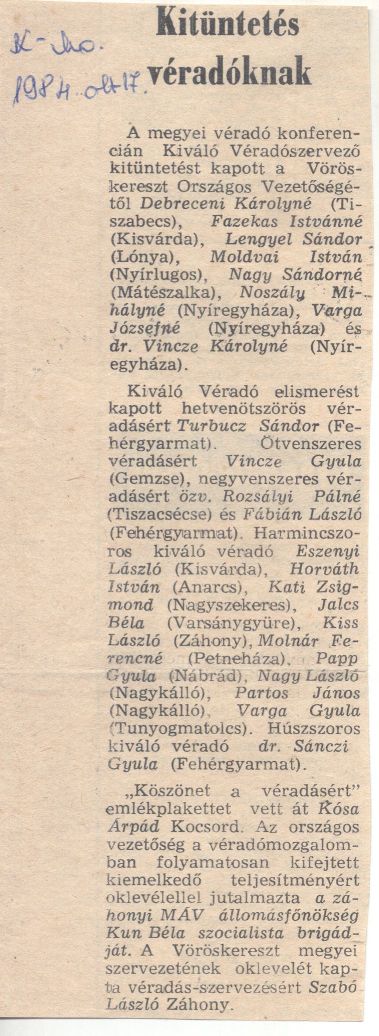 Kitüntetés
véradóknak
K-Mo.
1984 okt 17.
A megyei véradó konferen-
cián Kiváló Véradószervező
kitüntetést kapott a Vörös-
kereszt Országos Vezetőségé-
től Debreceni Károlyné (Ti-
szabecs), Fazekas Istvánné
(Kisvárda), Lengyel Sándor
(Lónya), Moldvai István
(Nyírlugos), Nagy Sándorné
(Mátészalka), Noszály Mi-
hályné (Nyíregyháza), Varga
Józsefné (Nyíregyháza) és
dr. Vincze Károlyné (Nyír-
egyháza).
Kiváló Véradó elismerést
kapott hetvenötszörös vér-
adásért Turbucz Sándor (Fe-
hérgyarmat). Ötvenszeres
véradásért Vincze Gyula
(Gemzse), negyvenszeres vér-
adásért özv. Rozsályi Pálné
(Tiszacsécse) és Fábián László
(Fehérgyarmat). Harmincszo-
ros kiváló véradó Eszenyi
László (Kisvárda), Horváth
István (Anarcs), Kati Zsig-
mond (Nagyszekeres), Jalcs
Béla (Varsánygyüre), Kiss
László (Záhony), Molnár Fe-
rencné (Petneháza), Papp
Gyula (Nábrád), Nagy László
(Nagykálló), Partos János
(Nagykálló), Varga Gyula
(Tunyogmatolcs). Húszszoros
kiváló véradó dr. Sánczi
Gyula (Fehérgyarmat).
„Köszönet a véradásért”
emlékplakettet vett át Kósa
Árpád Kocsord. Az országos
vezetőség a véradómozgalom-
ban folyamatosan kifejtett
kiemelkedő teljesítményért
oklevélellel jutalmazta a zá-
honyi MÁV állomásfőnökség
Kun Béla szocialista brigád-
ját. A Vöröskereszt megyei
szervezetének oklevelét kap-
ta véradás-szervezésért Szabó
László Záhony.